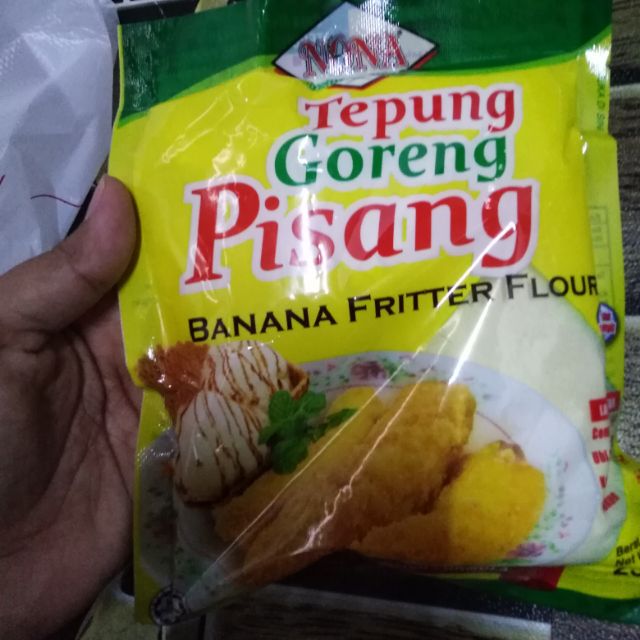 NONA
Tepung
Goreng
Pisang
BANANA FRITTER FLOUR